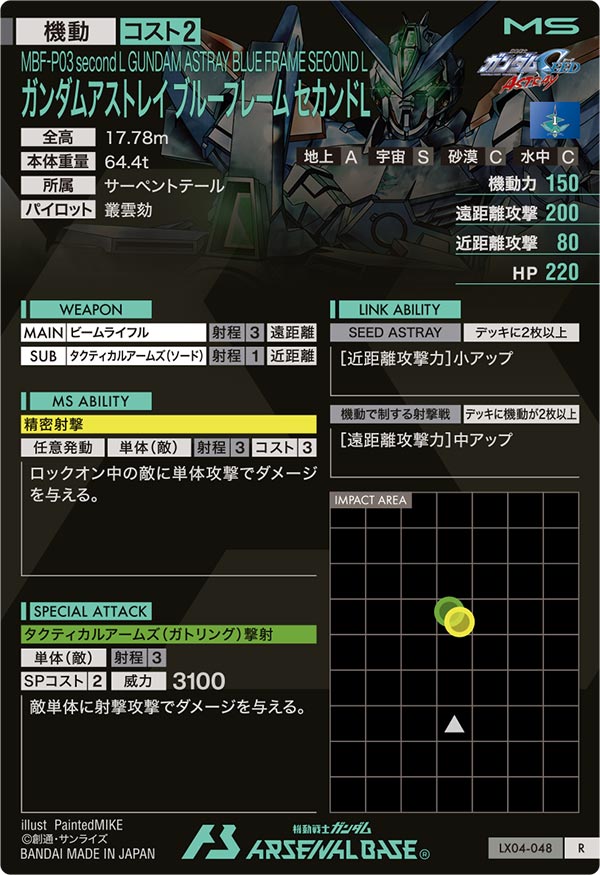 機動 コスト2 MS
MBF-P03 second L GUNDAM ASTRAY BLUE FRAME SECOND L
ガンダムアストレイ ブルーフレーム セカンドL
機動戦士ガンダムSEED ASTRAY
1
全高 17.78m
本体重量 64.4t
所属 サーペントテール
パイロット 叢雲劾
地上 A 宇宙 S 砂漠 C 水中 C
機動力 150
遠距離攻撃 200
近距離攻撃 80
HP 220
WEAPON
MAIN ビームライフル 射程 3 遠距離
SUB タクティカルアームズ(ソード) 射程 1 近距離
MS ABILITY
精密射撃
任意発動 単体(敵) 射程 3 コスト 3
ロックオン中の敵に単体攻撃でダメージ
を与える。
SPECIAL ATTACK
タクティカルアームズ(ガトリング)撃射
単体(敵) 射程 3
SPコスト 2 威力 3100
敵単体に射撃攻撃でダメージを与える。
LINK ABILITY
SEED ASTRAY デッキに2枚以上
[近距離攻撃力]小アップ
機動で制する射撃戦 デッキに機動が2枚以上
[遠距離攻撃力]中アップ
IMPACT AREA
illust PaintedMIKE
©創通・サンライズ
BANDAI MADE IN JAPAN
機動戦士ガンダム
ARSENAL BASE®
LX04-048 R